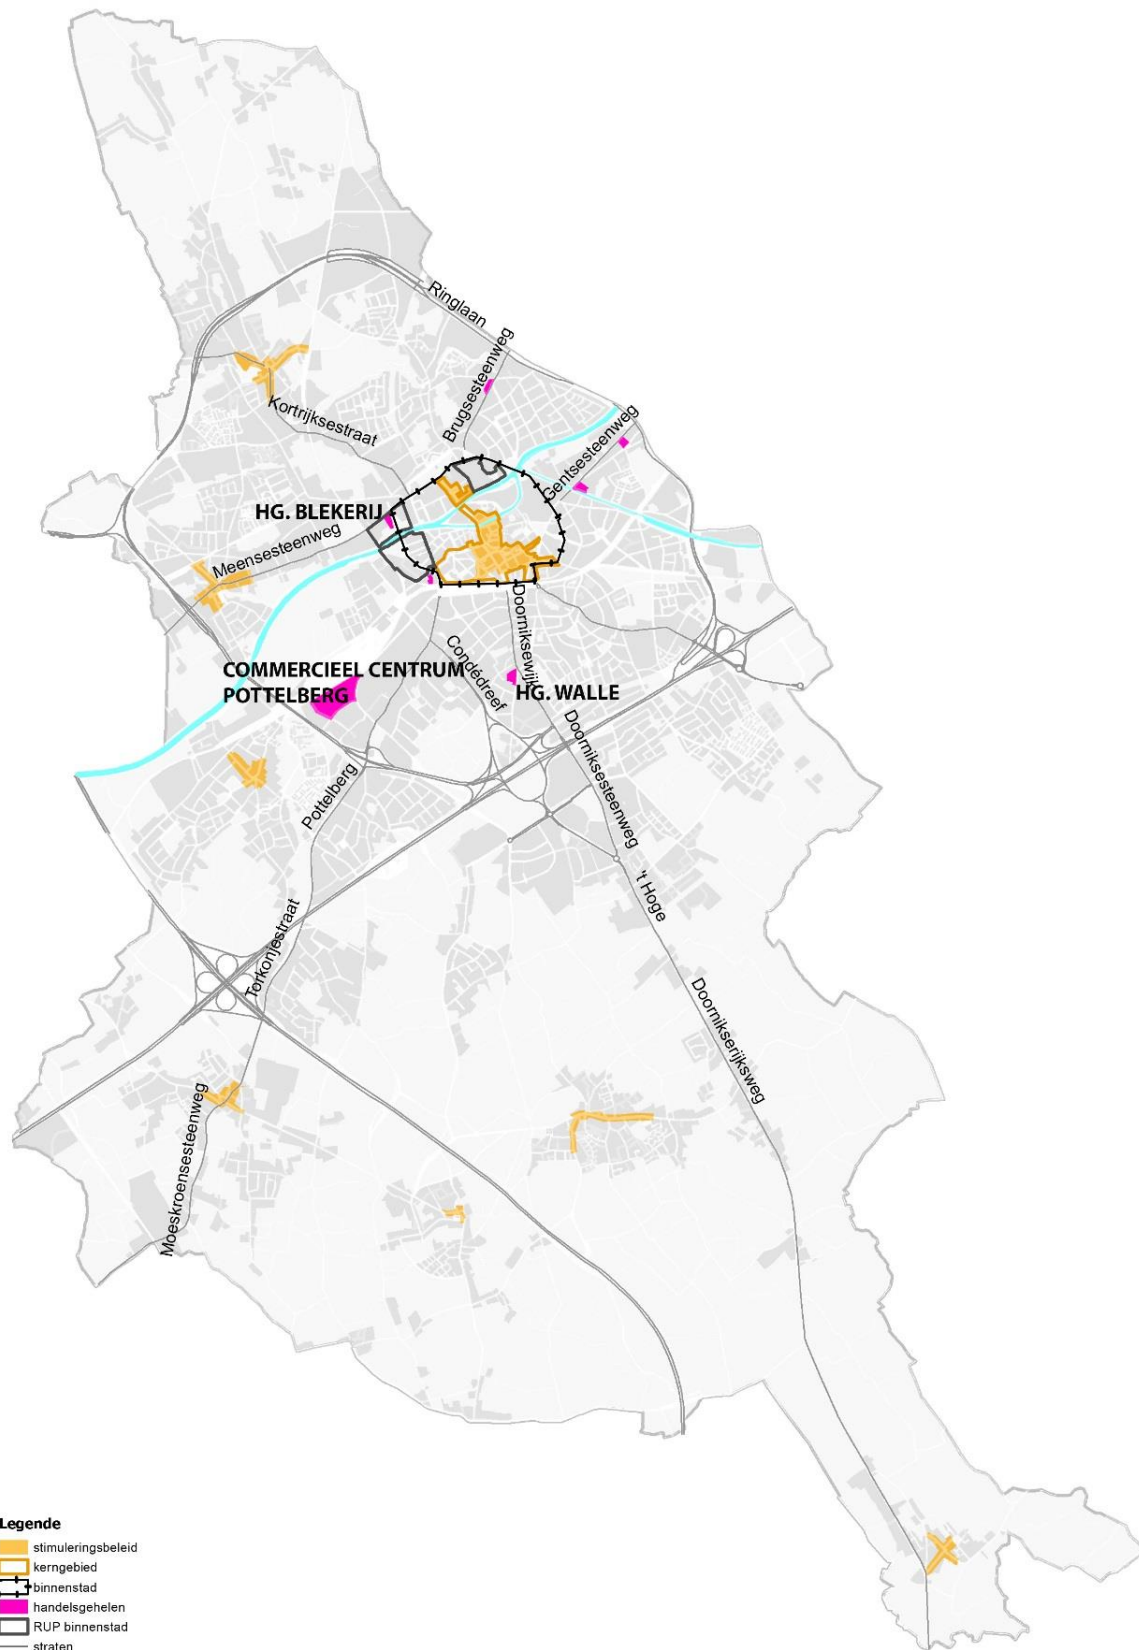 Ringlaan
Brugsesteenweg
Kortrijksestraat
Gentsesteenweg
HG. BLEKERIJ
Meensesteenweg
Doorniksewijk
Condédreef
COMMERCIEEL CENTRUM
POTTELBERG
HG. WALLE
Doorniksesteenweg
Pottelberg
't Hoge
Torkonjestraat
Doornikserijksweg
Moeskroensesteenweg
Legende
stimuleringsbeleid
kerngebied
binnenstad
handelsgehelen
RUP binnenstad
straten